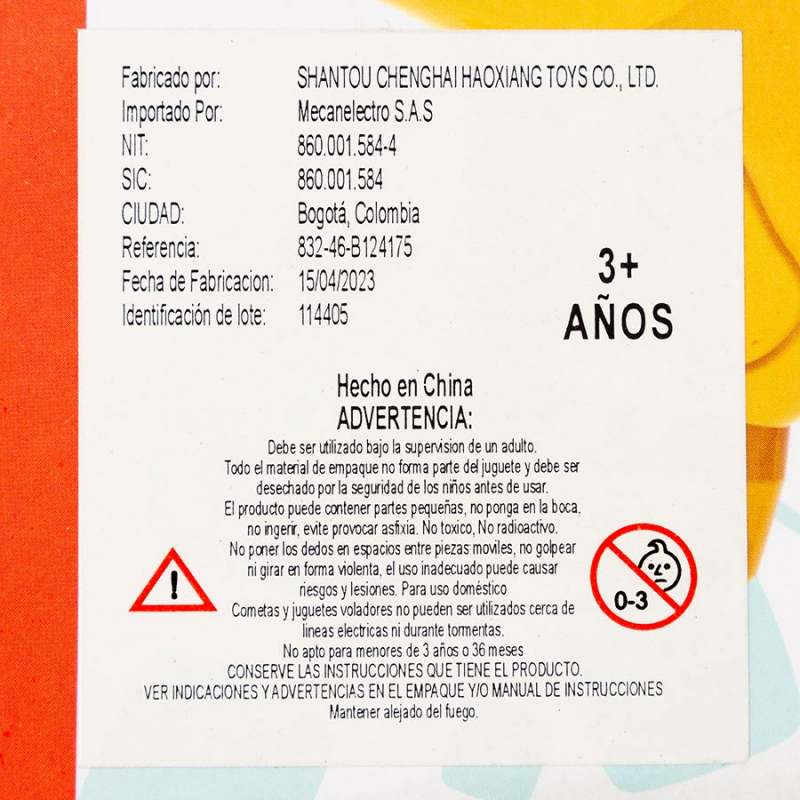 Fabricado por: SHANTOU CHENGHAI HAOXIANG TOYS CO., LTD.
Importado Por: Mecanelectro S.A.S
NIT: 860.001.584-4
SIC: 860.001.584
CIUDAD: Bogotá, Colombia
Referencia: 832-46-B124175
Fecha de Fabricacion: 15/04/2023
Identificación de lote: 114405
3+
AÑOS
Hecho en China
ADVERTENCIA:
Debe ser utilizado bajo la supervision de un adulto.
Todo el material de empaque no forma parte del juguete y debe ser
desechado por la seguridad de los niños antes de usar.
El producto puede contener partes pequeñas, no ponga en la boca,
no ingerir, evite provocar asfixia. No toxico, No radioactivo.
No poner los dedos en espacios entre piezas moviles, no golpear
ni girar en forma violenta, el uso inadecuado puede causar
riesgos y lesiones. Para uso doméstico
Cometas y juguetes voladores no pueden ser utilizados cerca de
lineas electricas ni durante tormentas.
No apto para menores de 3 años o 36 meses
CONSERVE LAS INSTRUCCIONES QUE TIENE EL PRODUCTO.
VER INDICACIONES Y ADVERTENCIAS EN EL EMPAQUE Y/O MANUAL DE INSTRUCCIONES
Mantener alejado del fuego.
!
0-3